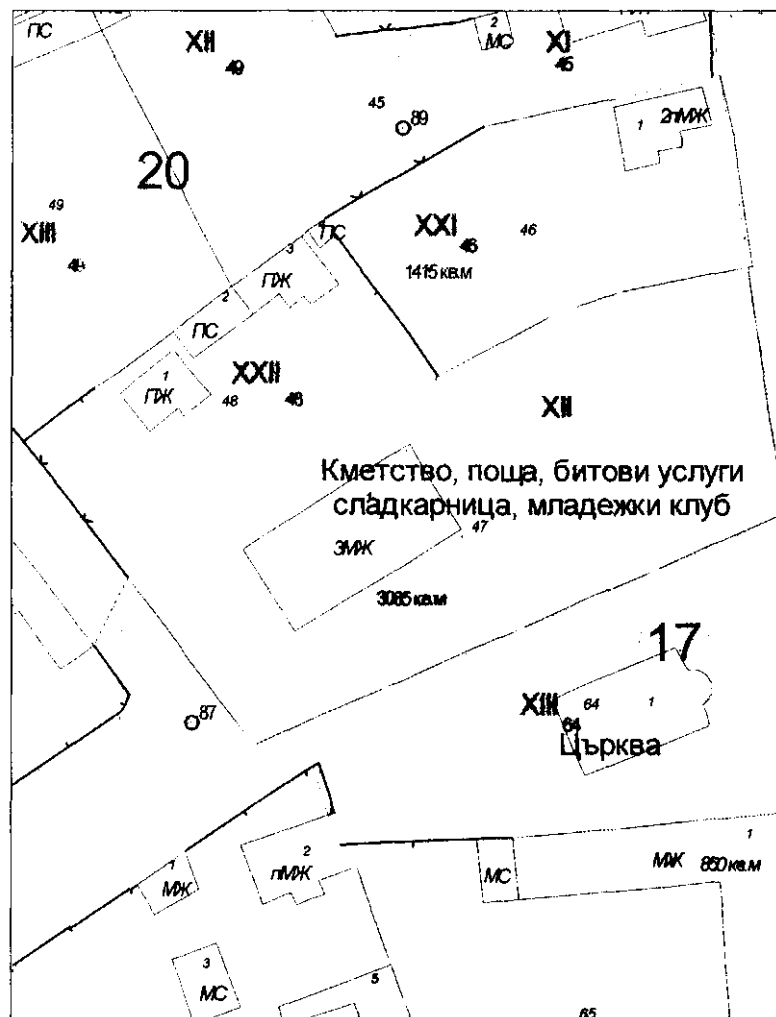 ПС
XII
49
2
МС
XI
45
45
89
1
2пМЖ
20
49
XIII
XXI
46
46
1415 кв.м
ПС
3
ПЖ
2
ПС
1
ПЖ
XXII
48
XII
Кметство, поща, битови услуги
сладкарница, младежки клуб
47
3МЖ
3085 кв.м
17
XIII
64
64
1
Църква
87
1
МЖ
2
пМЖ
МС
МЖ
1
850 кв.м
3
МС
5
65